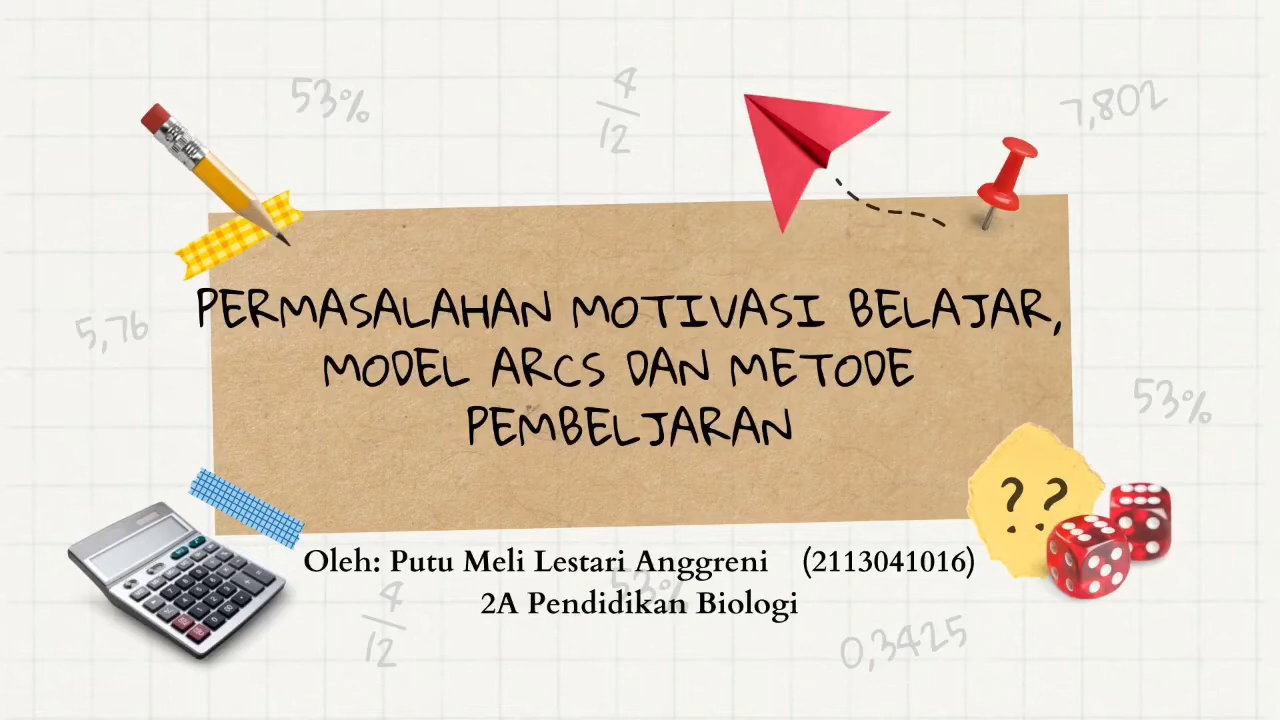 53%
4
12
7,802
PERMASALAHAN MOTIVASI BELAJAR,
MODEL ARCS DAN METODE
PEMBELJARAN
5,76
53%
??
Oleh: Putu Meli Lestari Anggreni (2113041016)
53%
2A Pendidikan Biologi
4
12
0,3425